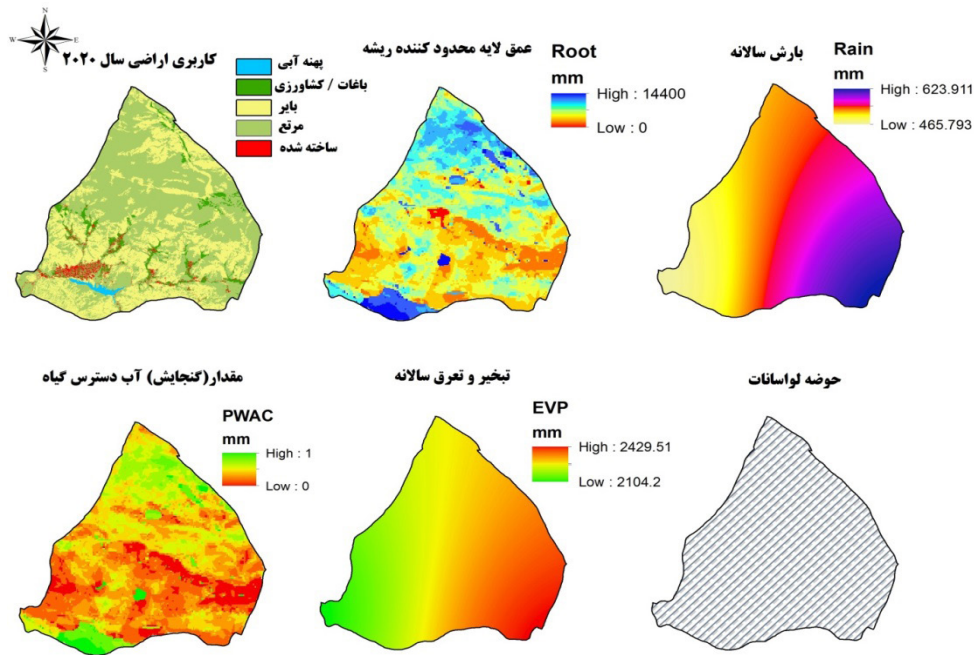 N
W E
S
کاربری اراضی سال ۲۰۲۰
پهنه آبی
باغات / کشاورزی
بایر
مرتع
ساخته شده
عمق لایه محدود کننده ریشه
Root
mm
High : 14400
Low : 0
بارش سالانه
Rain
mm
High : 623.911
Low : 465.793
مقدار(گنجایش) آب دسترس گیاه
PWAC
mm
High : 1
Low : 0
تبخیر و تعرق سالانه
EVP
mm
High : 2429.51
Low : 2104.2
حوضه لواسانات